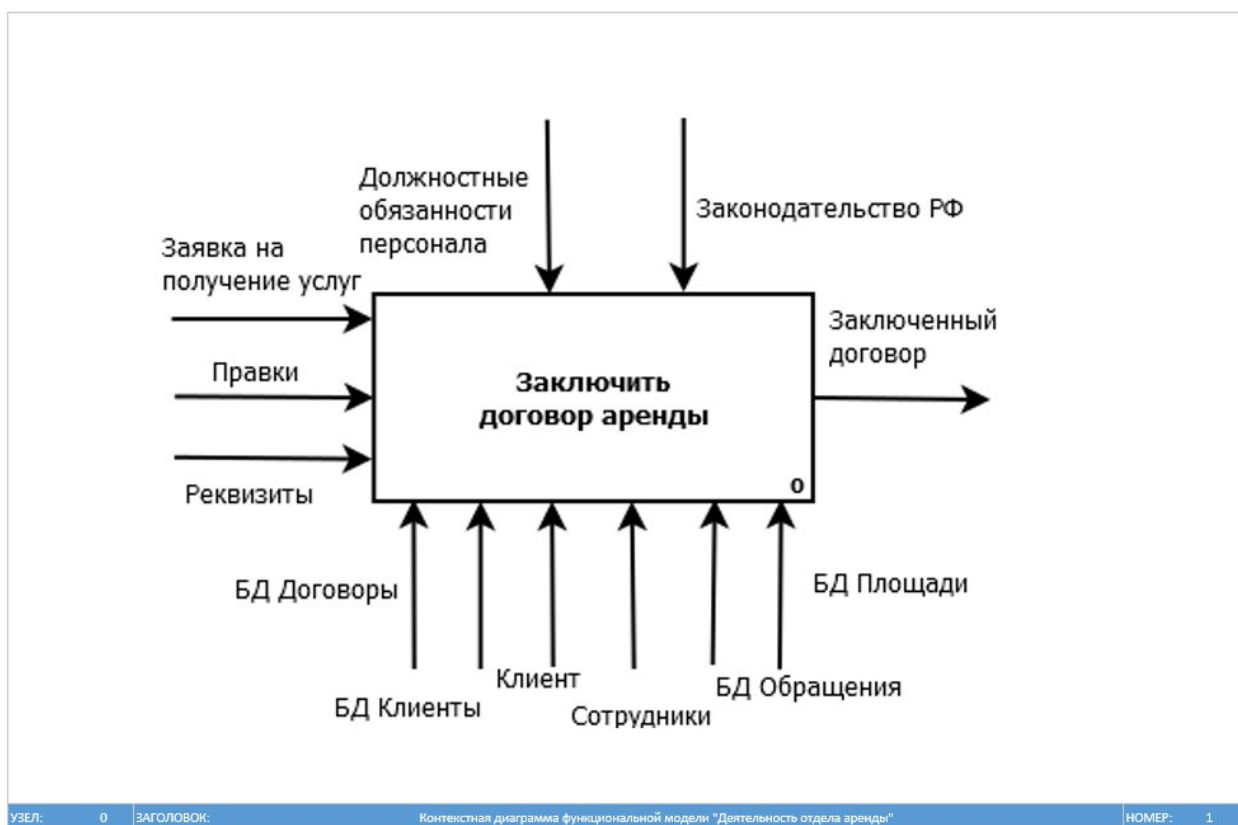 Должностные
обязанности
персонала
Законодательство РФ
Заявка на
получение услуг
Правки
Реквизиты
Заключить
договор аренды
0
Заключенный
договор
БД Договоры
БД Площади
БД Клиенты
Клиент
Сотрудники
БД Обращения
УЗЕЛ: 0 ЗАГОЛОВОК: Контекстная диаграмма функциональной модели "Деятельность отдела аренды" НОМЕР: 1